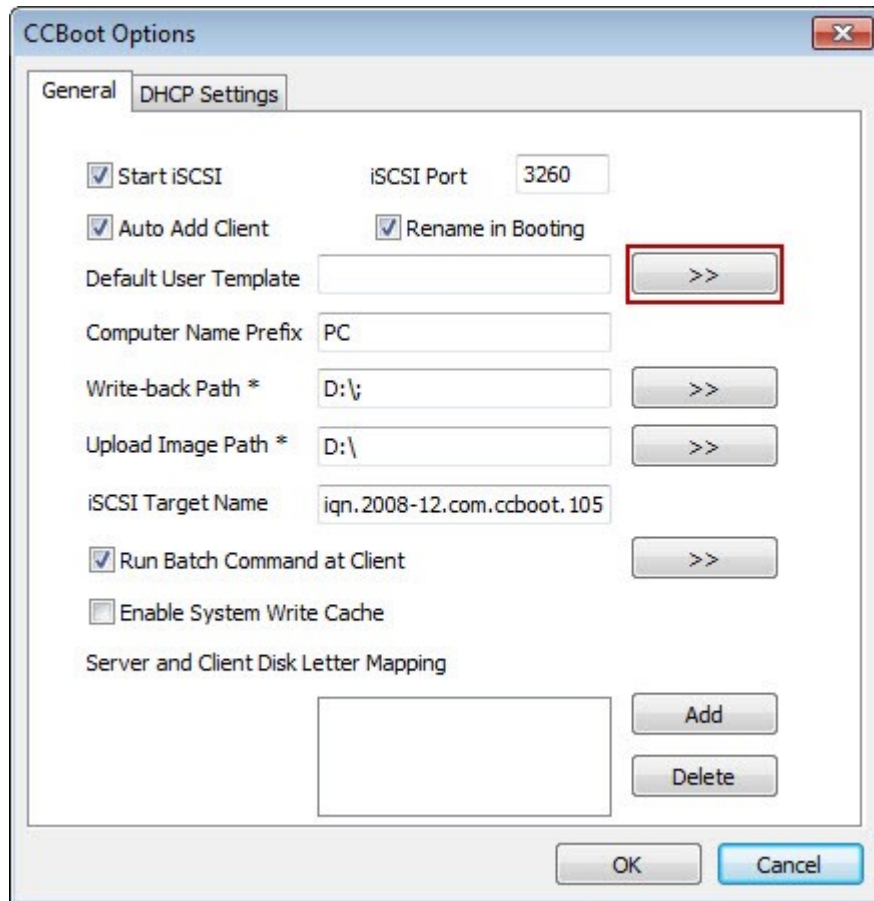 CCBoot Options
General DHCP Settings
Start iSCSI iSCSI Port 3260
Auto Add Client Rename in Booting
Default User Template >>
Computer Name Prefix PC
Write-back Path * D:\; >>
Upload Image Path * D:\ >>
iSCSI Target Name iqn.2008-12.com.ccboot.105
Run Batch Command at Client >>
Enable System Write Cache
Server and Client Disk Letter Mapping
Add
Delete
OK Cancel